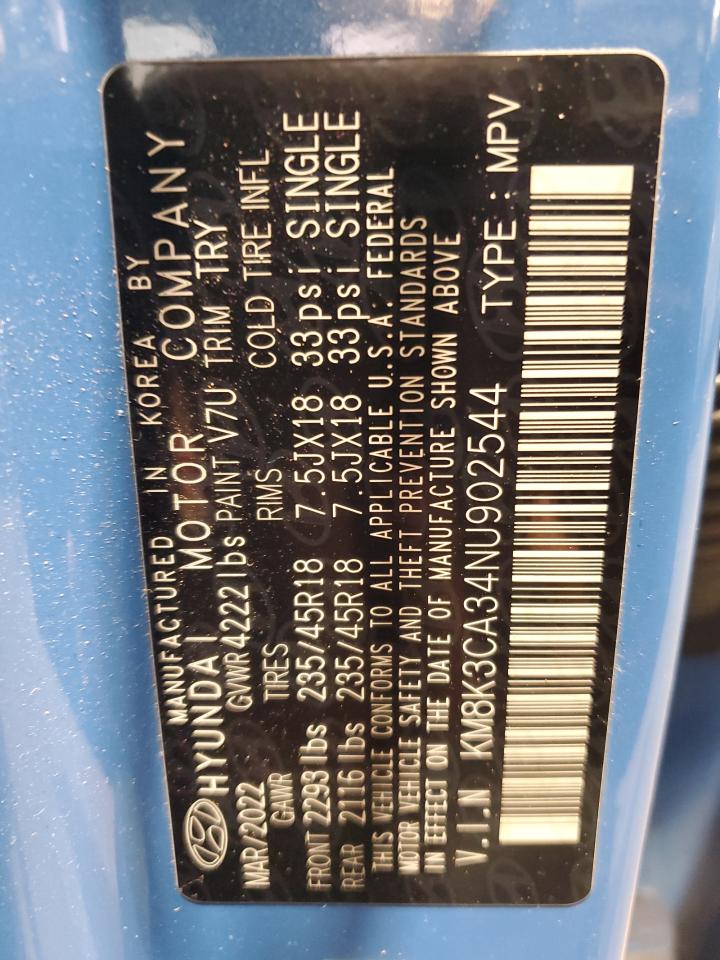 MANUFACTURED IN KOREA BY
HYUNDAI MOTOR COMPANY
MAR/2022 GVWR 4222 lbs PAINT V7U TRIM TRY
GAWR TIRES RIMS COLD TIRE INFL
FRONT 2293 lbs 235/45R18 7.5JX18 33psi SINGLE
REAR 2116 lbs 235/45R18 7.5JX18 33psi SINGLE
THIS VEHICLE CONFORMS TO ALL APPLICABLE U.S.A. FEDERAL
MOTOR VEHICLE SAFETY AND THEFT PREVENTION STANDARDS
IN EFFECT ON THE DATE OF MANUFACTURE SHOWN ABOVE
V.I.N KM8K3CA34NU902544 TYPE : MPV